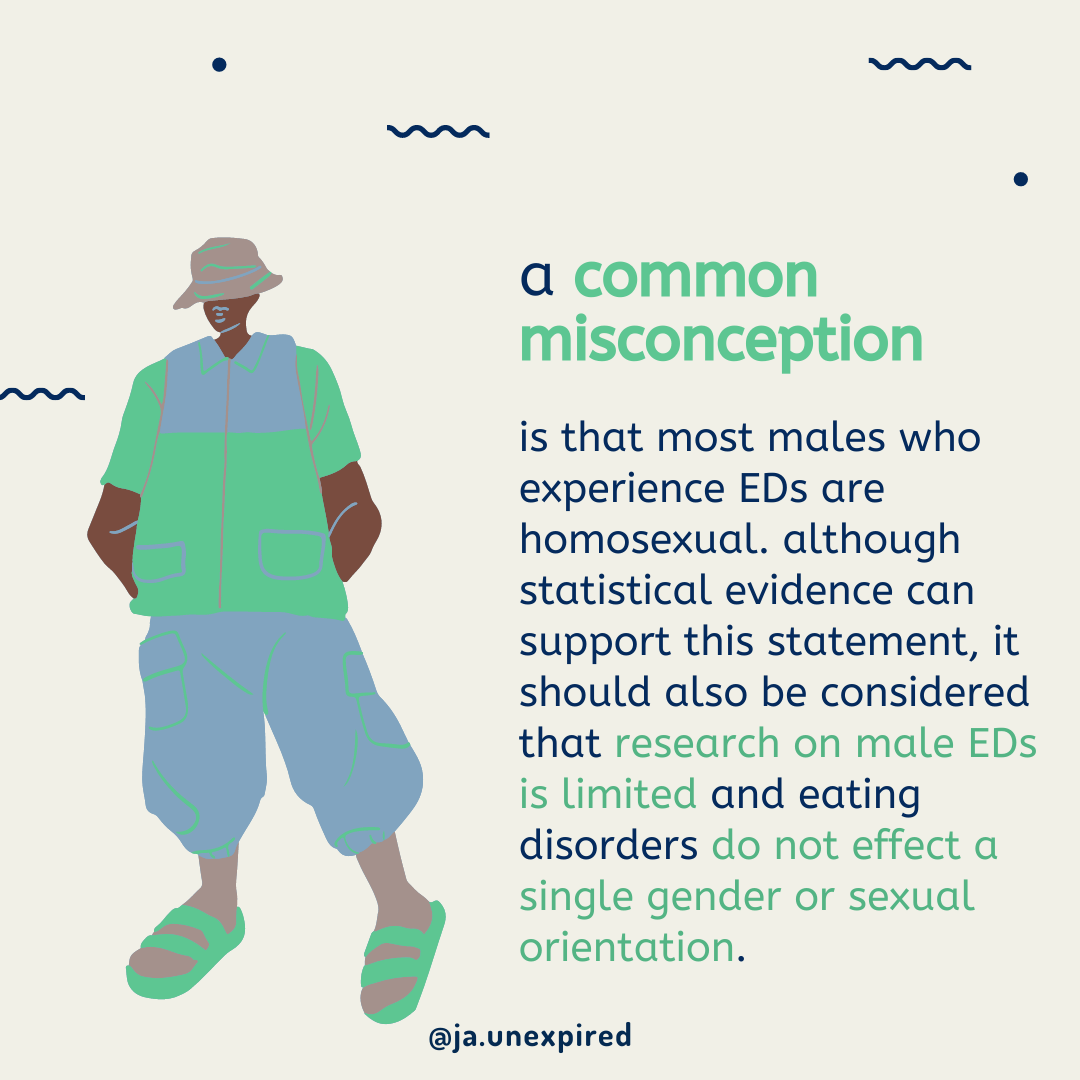 a common
misconception
is that most males who
experience EDs are
homosexual. although
statistical evidence can
support this statement, it
should also be considered
that research on male EDs
is limited and eating
disorders do not effect a
single gender or sexual
orientation.
@ja.unexpired